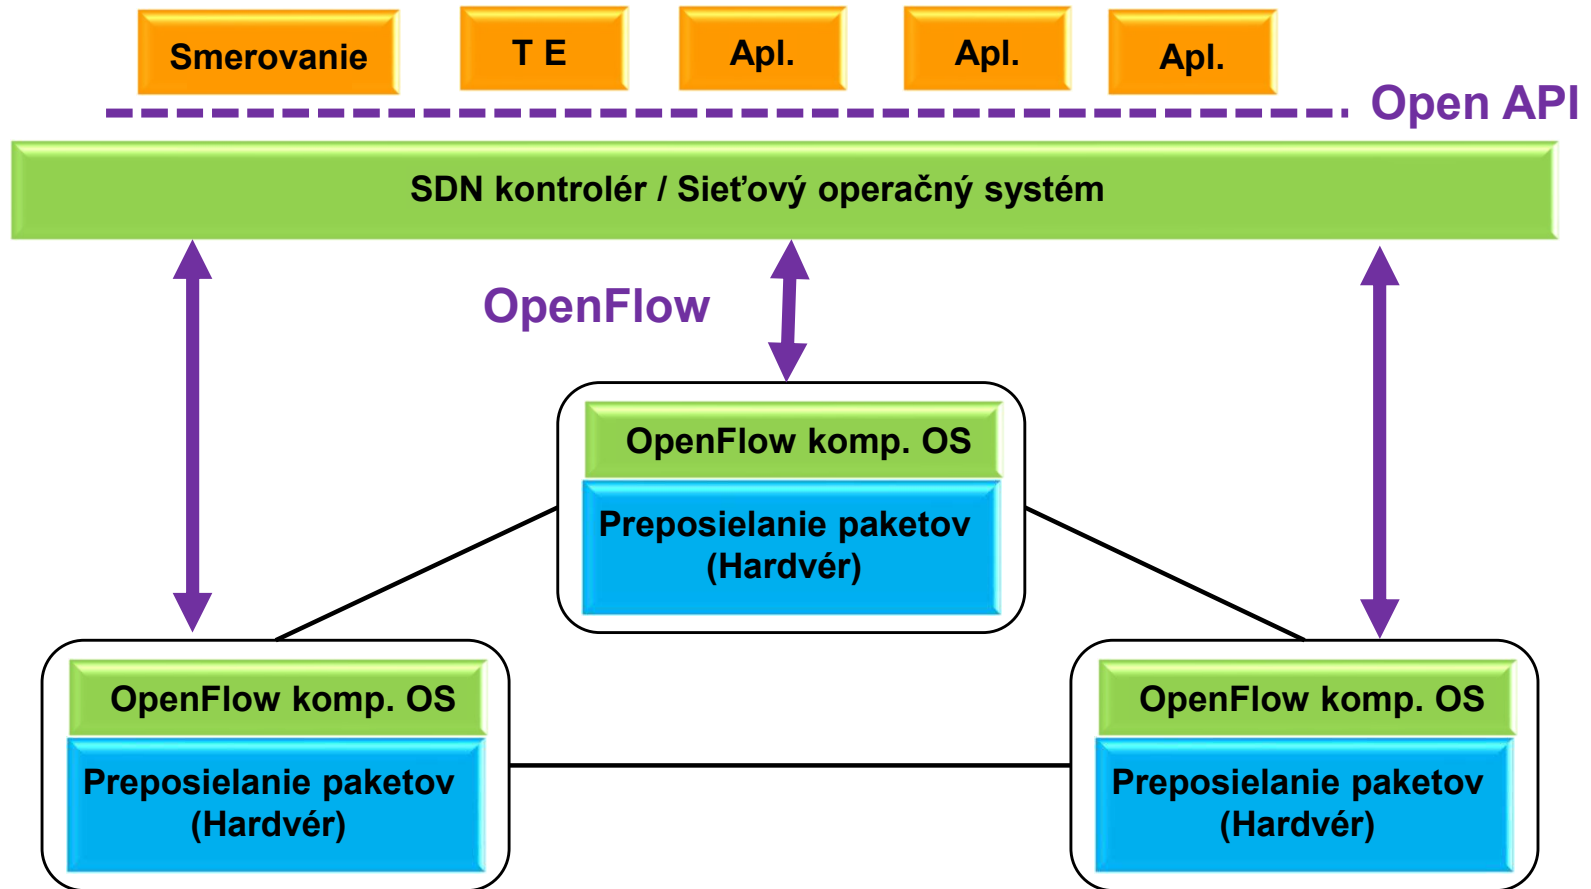 Smerovanie
T E
Apl.
Apl.
Apl.
Open API
SDN kontrolér / Sieťový operačný systém
OpenFlow
OpenFlow komp. OS
Preposielanie paketov
(Hardvér)
OpenFlow komp. OS
Preposielanie paketov
(Hardvér)
OpenFlow komp. OS
Preposielanie paketov
(Hardvér)